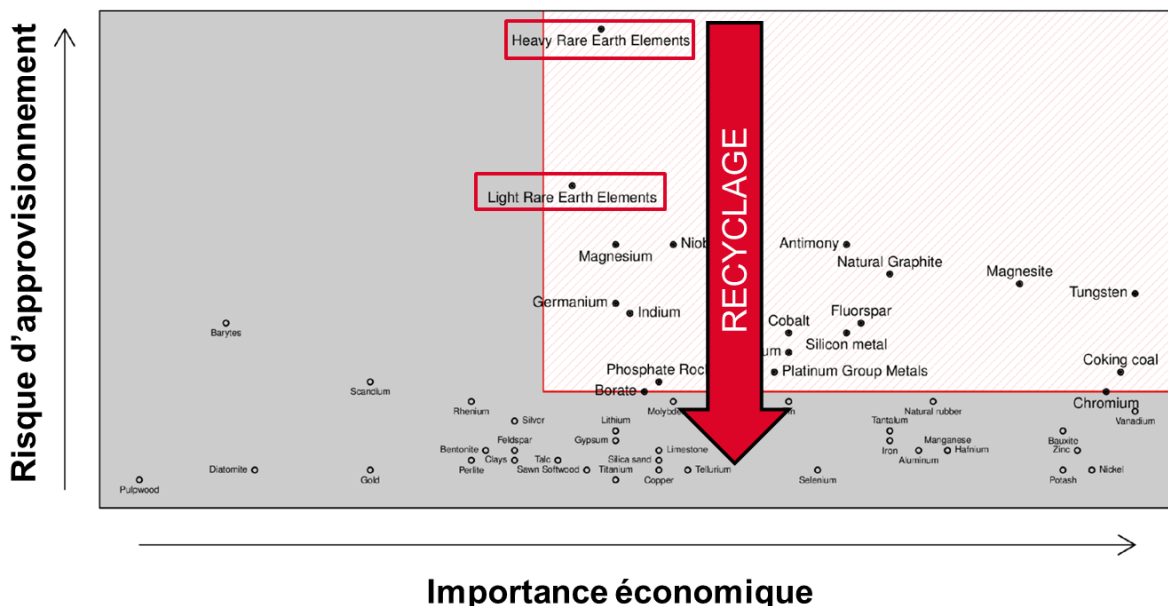 Risque d'approvisionnement
Heavy Rare Earth Elements
Light Rare Earth Elements
RECYCLAGE
Magnesium
Antimony
Natural Graphite
Magnesite
Tungsten
Germanium
Indium
Fluorspar
Cobalt
Silicon metal
Barytes
Phosphate Roc
Platinum Group Metals
Coking coal
Scandium
Borate
Chromium
Rhenium
Natural rubber
Vanadium
Silver
Lithium
Tantalum
Feldspar
Gypsum
Manganese
Bauxite
Bentonite
Limestone
Iron
Hafnium
Zinc
Clays
Silica sand
Aluminum
Perlite
Talc
Diatomite
Gold
Sawn Softwood
Titanium
Copper
Tellurium
Selenium
Potash
Nickel
Pulpwood
Importance économique